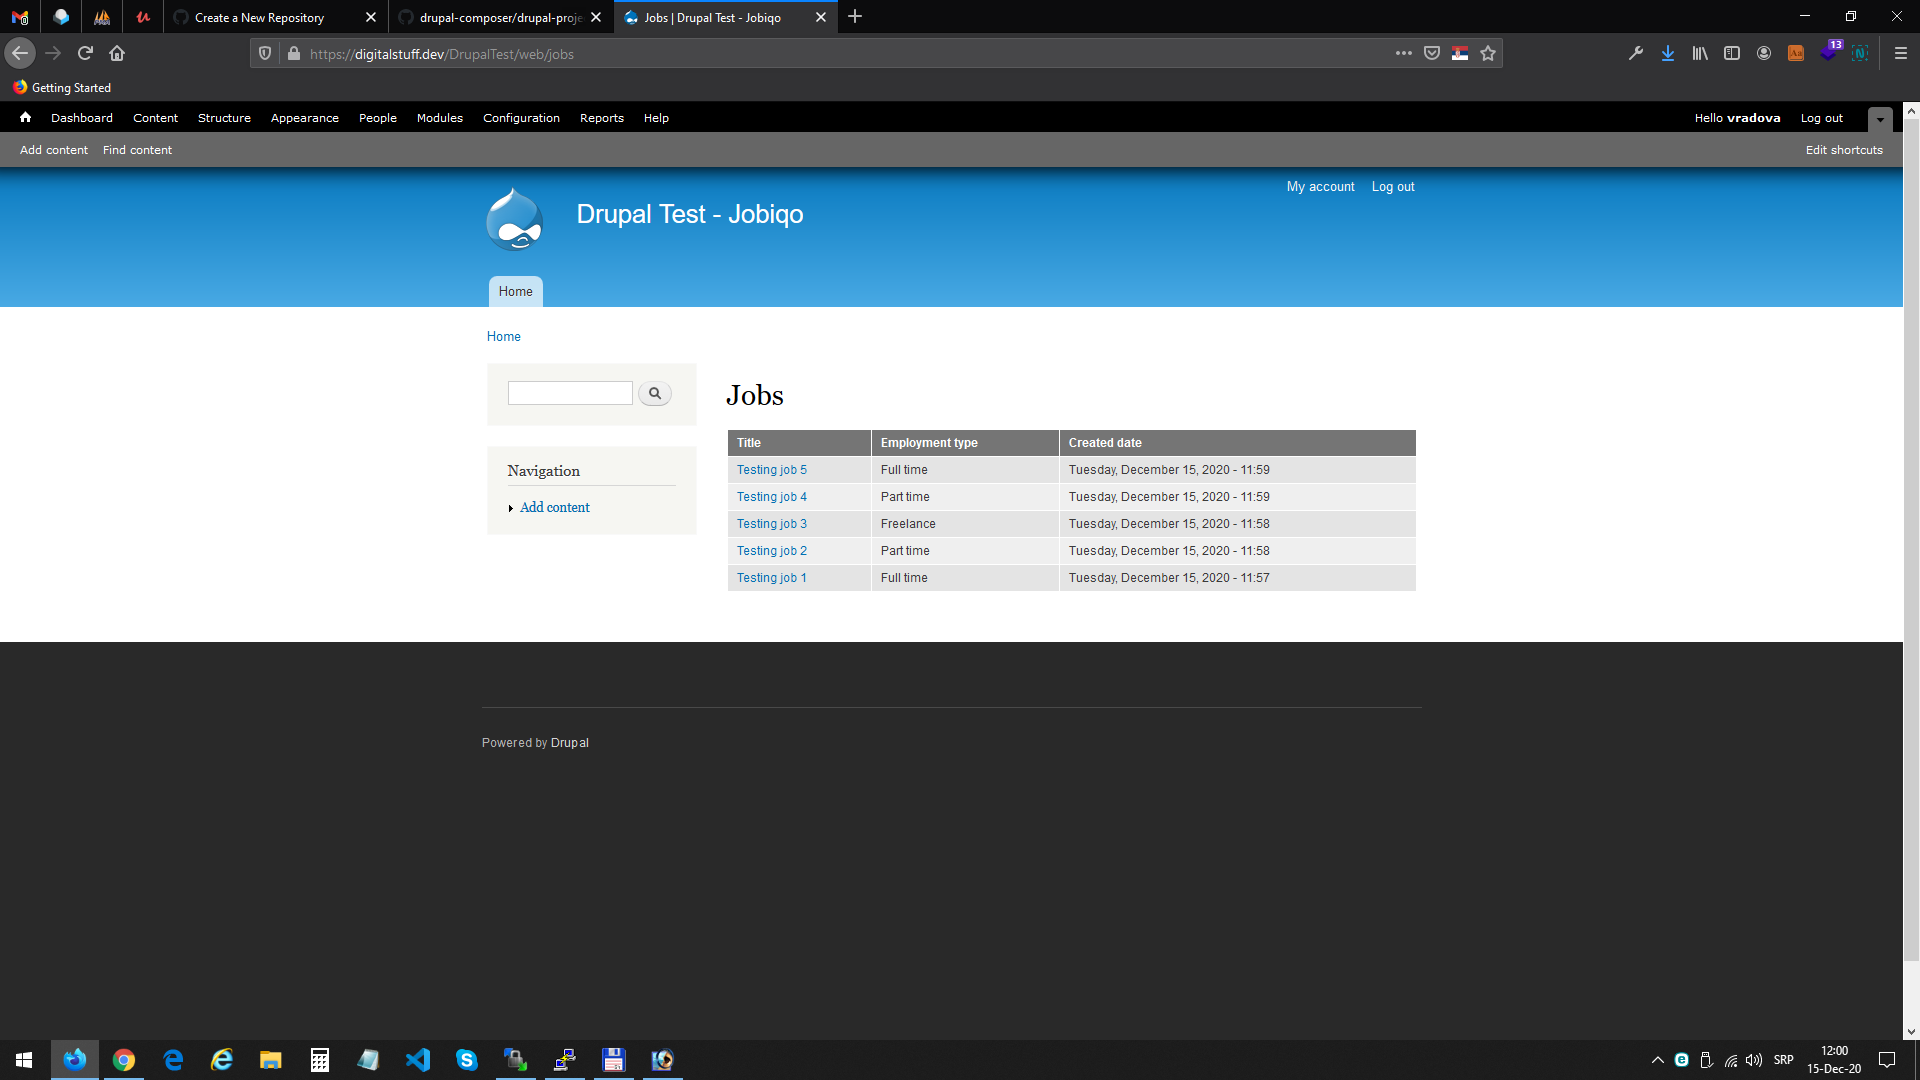 Create a New Repository
drupal-composer/drupal-proje
Jobs | Drupal Test - Jobiqo
https://digitalstuff.dev/DrupalTest/web/jobs
13
Getting Started
Dashboard Content Structure Appearance People Modules Configuration Reports Help
Hello vradova Log out
Add content Find content
Edit shortcuts
My account Log out
Drupal Test - Jobiqo
Home
Home
Jobs
Navigation
Add content
Title Employment type Created date
Testing job 5 Full time Tuesday, December 15, 2020 - 11:59
Testing job 4 Part time Tuesday, December 15, 2020 - 11:59
Testing job 3 Freelance Tuesday, December 15, 2020 - 11:58
Testing job 2 Part time Tuesday, December 15, 2020 - 11:58
Testing job 1 Full time Tuesday, December 15, 2020 - 11:57
Powered by Drupal
SRP
12:00
15-Dec-20